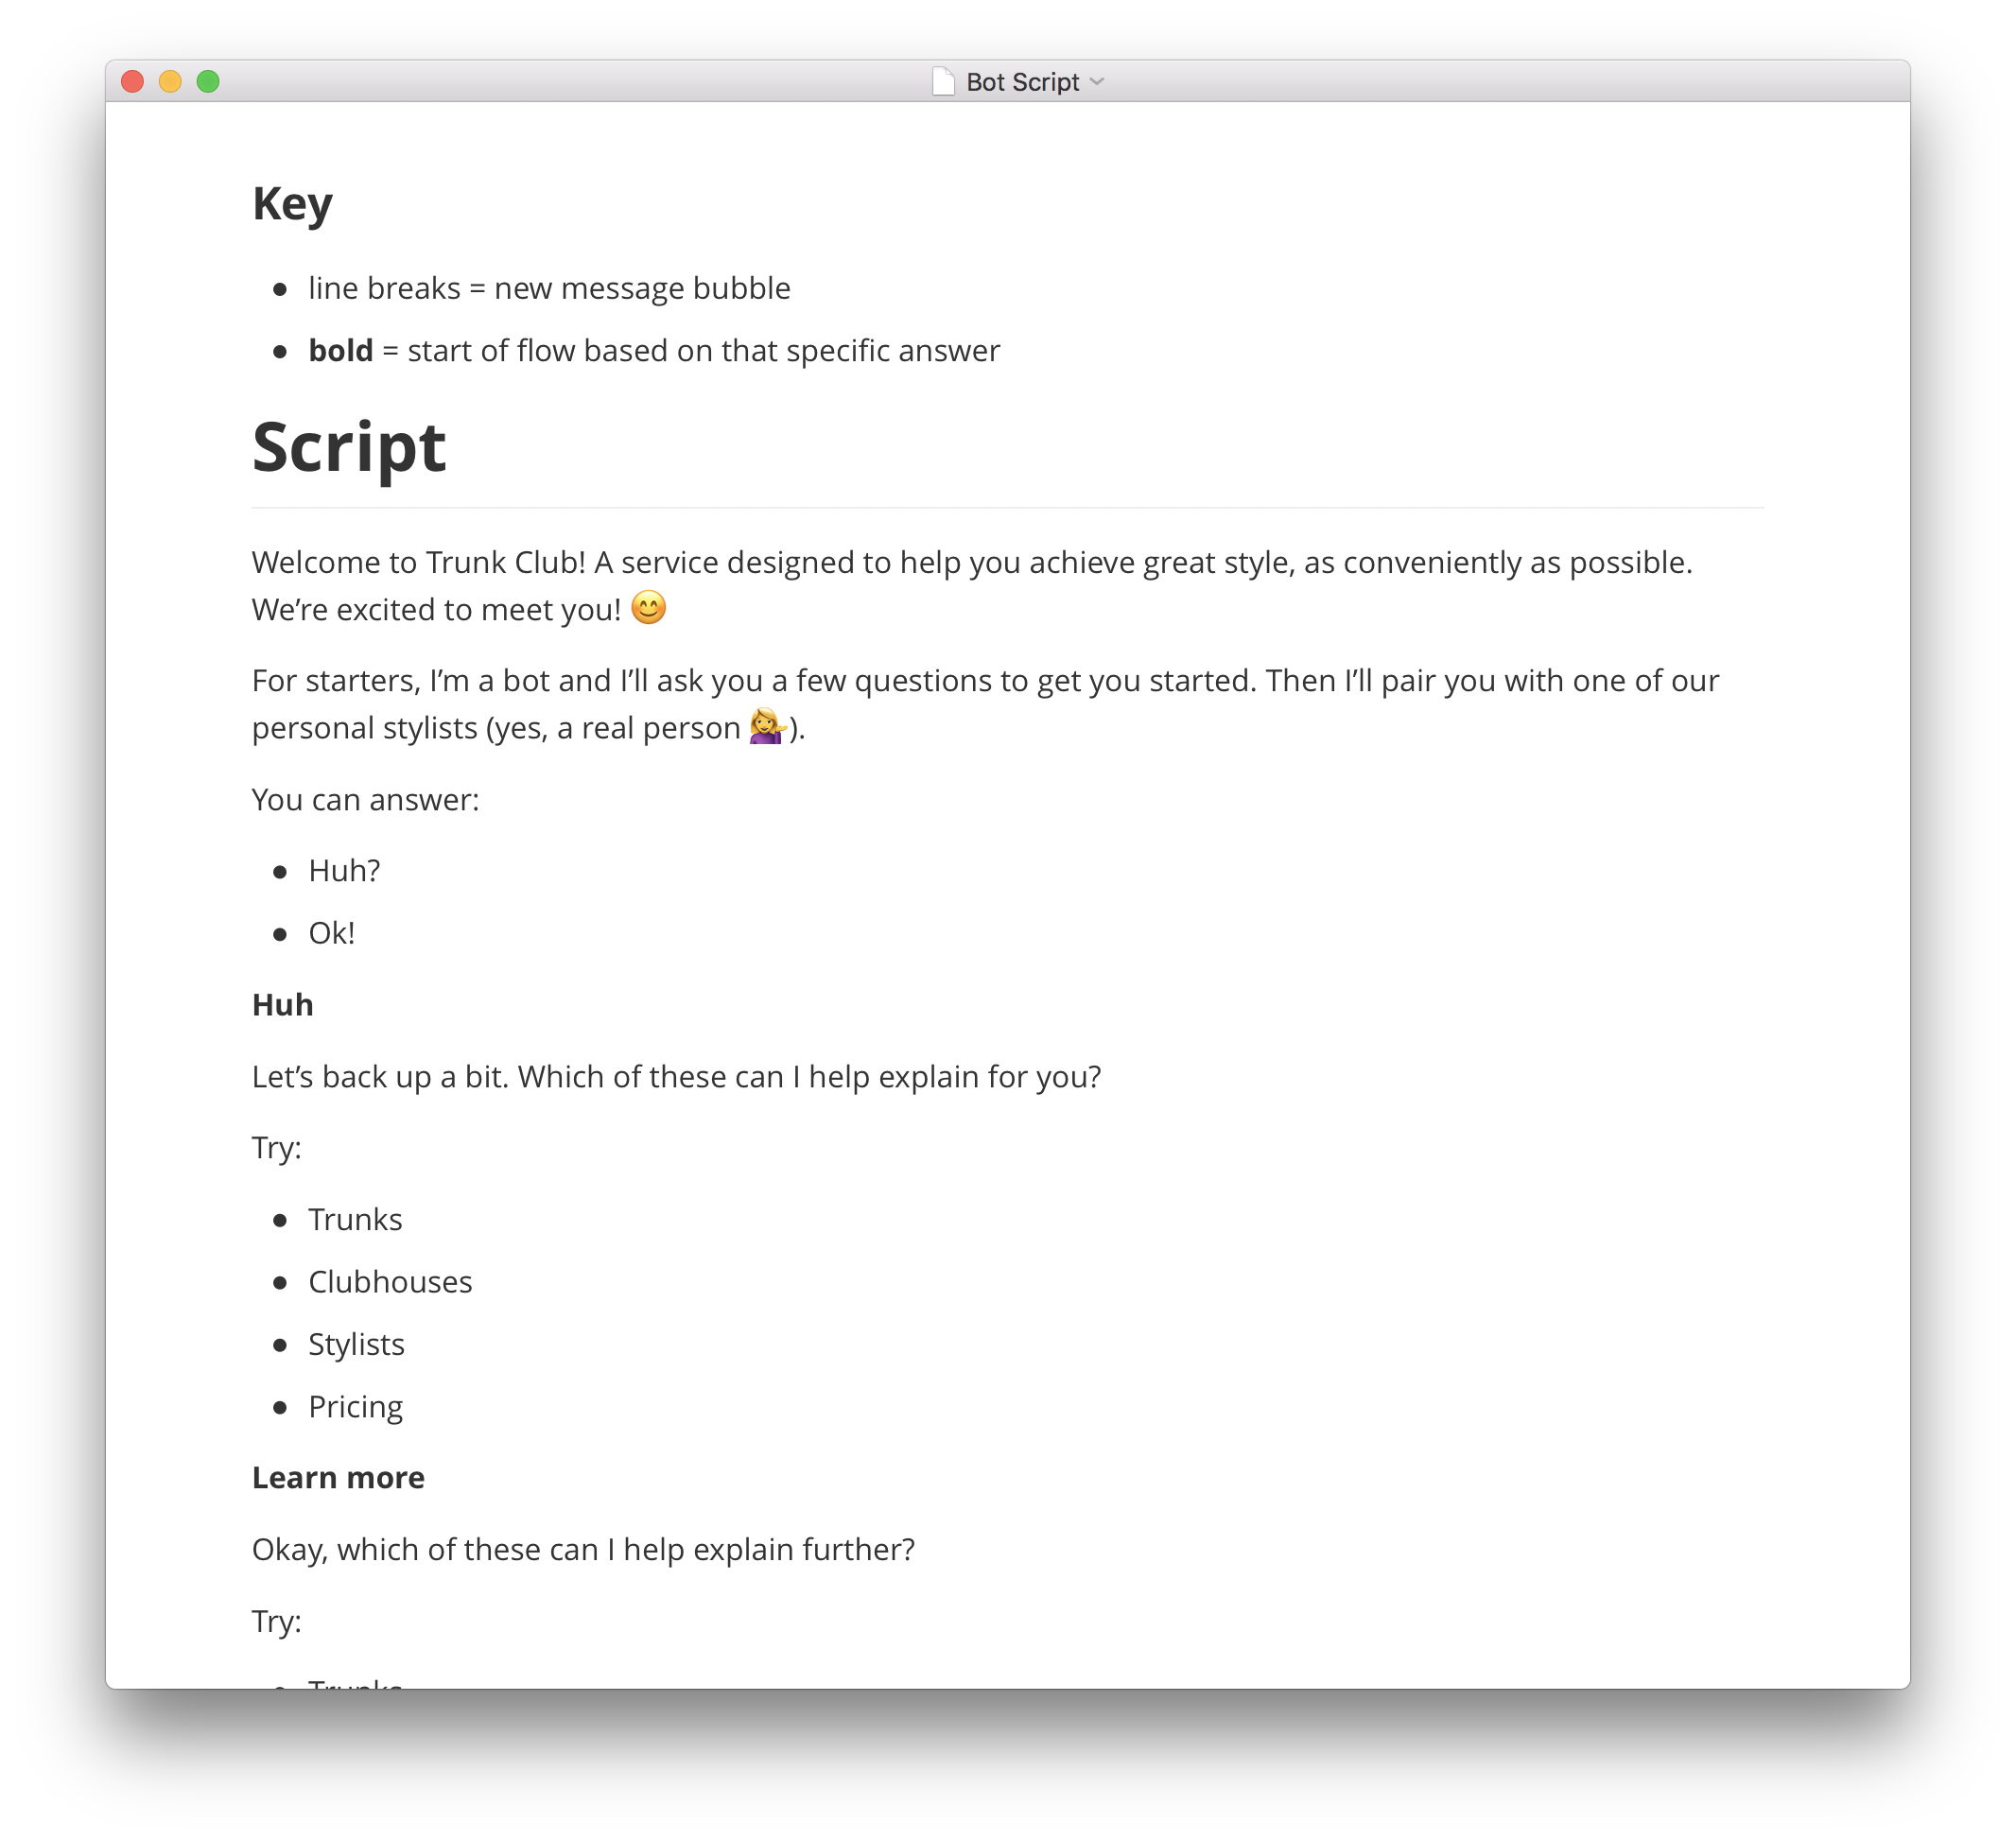 Bot Script
Key
• line breaks = new message bubble
• bold = start of flow based on that specific answer
Script
Welcome to Trunk Club! A service designed to help you achieve great style, as conveniently as possible.
We’re excited to meet you! 😊
For starters, I’m a bot and I’ll ask you a few questions to get you started. Then I’ll pair you with one of our
personal stylists (yes, a real person 💁‍♀️).
You can answer:
• Huh?
• Ok!
Huh
Let’s back up a bit. Which of these can I help explain for you?
Try:
• Trunks
• Clubhouses
• Stylists
• Pricing
Learn more
Okay, which of these can I help explain further?
Try:
• Trunks